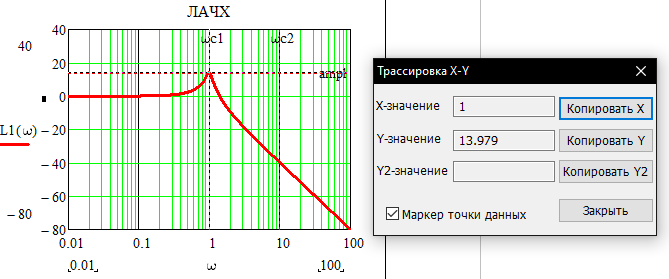 ЛАЧХ
40
40
ωc1
ωc2
20
ampl
0
L1(ω)
−20
−40
−60
−80
−80
0.01
0.1
1
10
100
0.01
ω
100
Трассировка X-Y
X-значение
1
Копировать X
Y-значение
13.979
Копировать Y
Y2-значение
Копировать Y2
Маркер точки данных
Закрыть